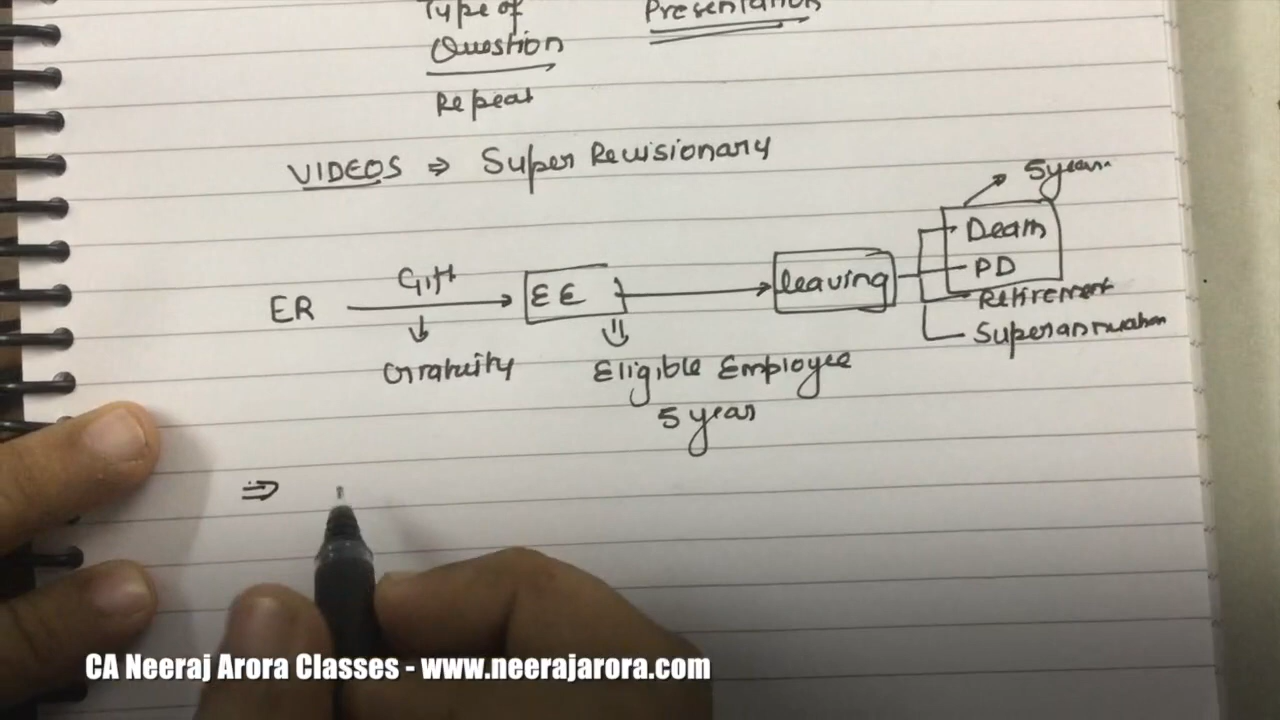 Type of
Question
Presentation
Repeat
VIDEOS ⇒ Super Revisionary
5 years
Death
PD
Retirement
Superannuation
ER
Gift
EE
leaving
Gratuity
Eligible Employee
5 year
⇒
CA Neeraj Arora Classes - www.neerajarora.com